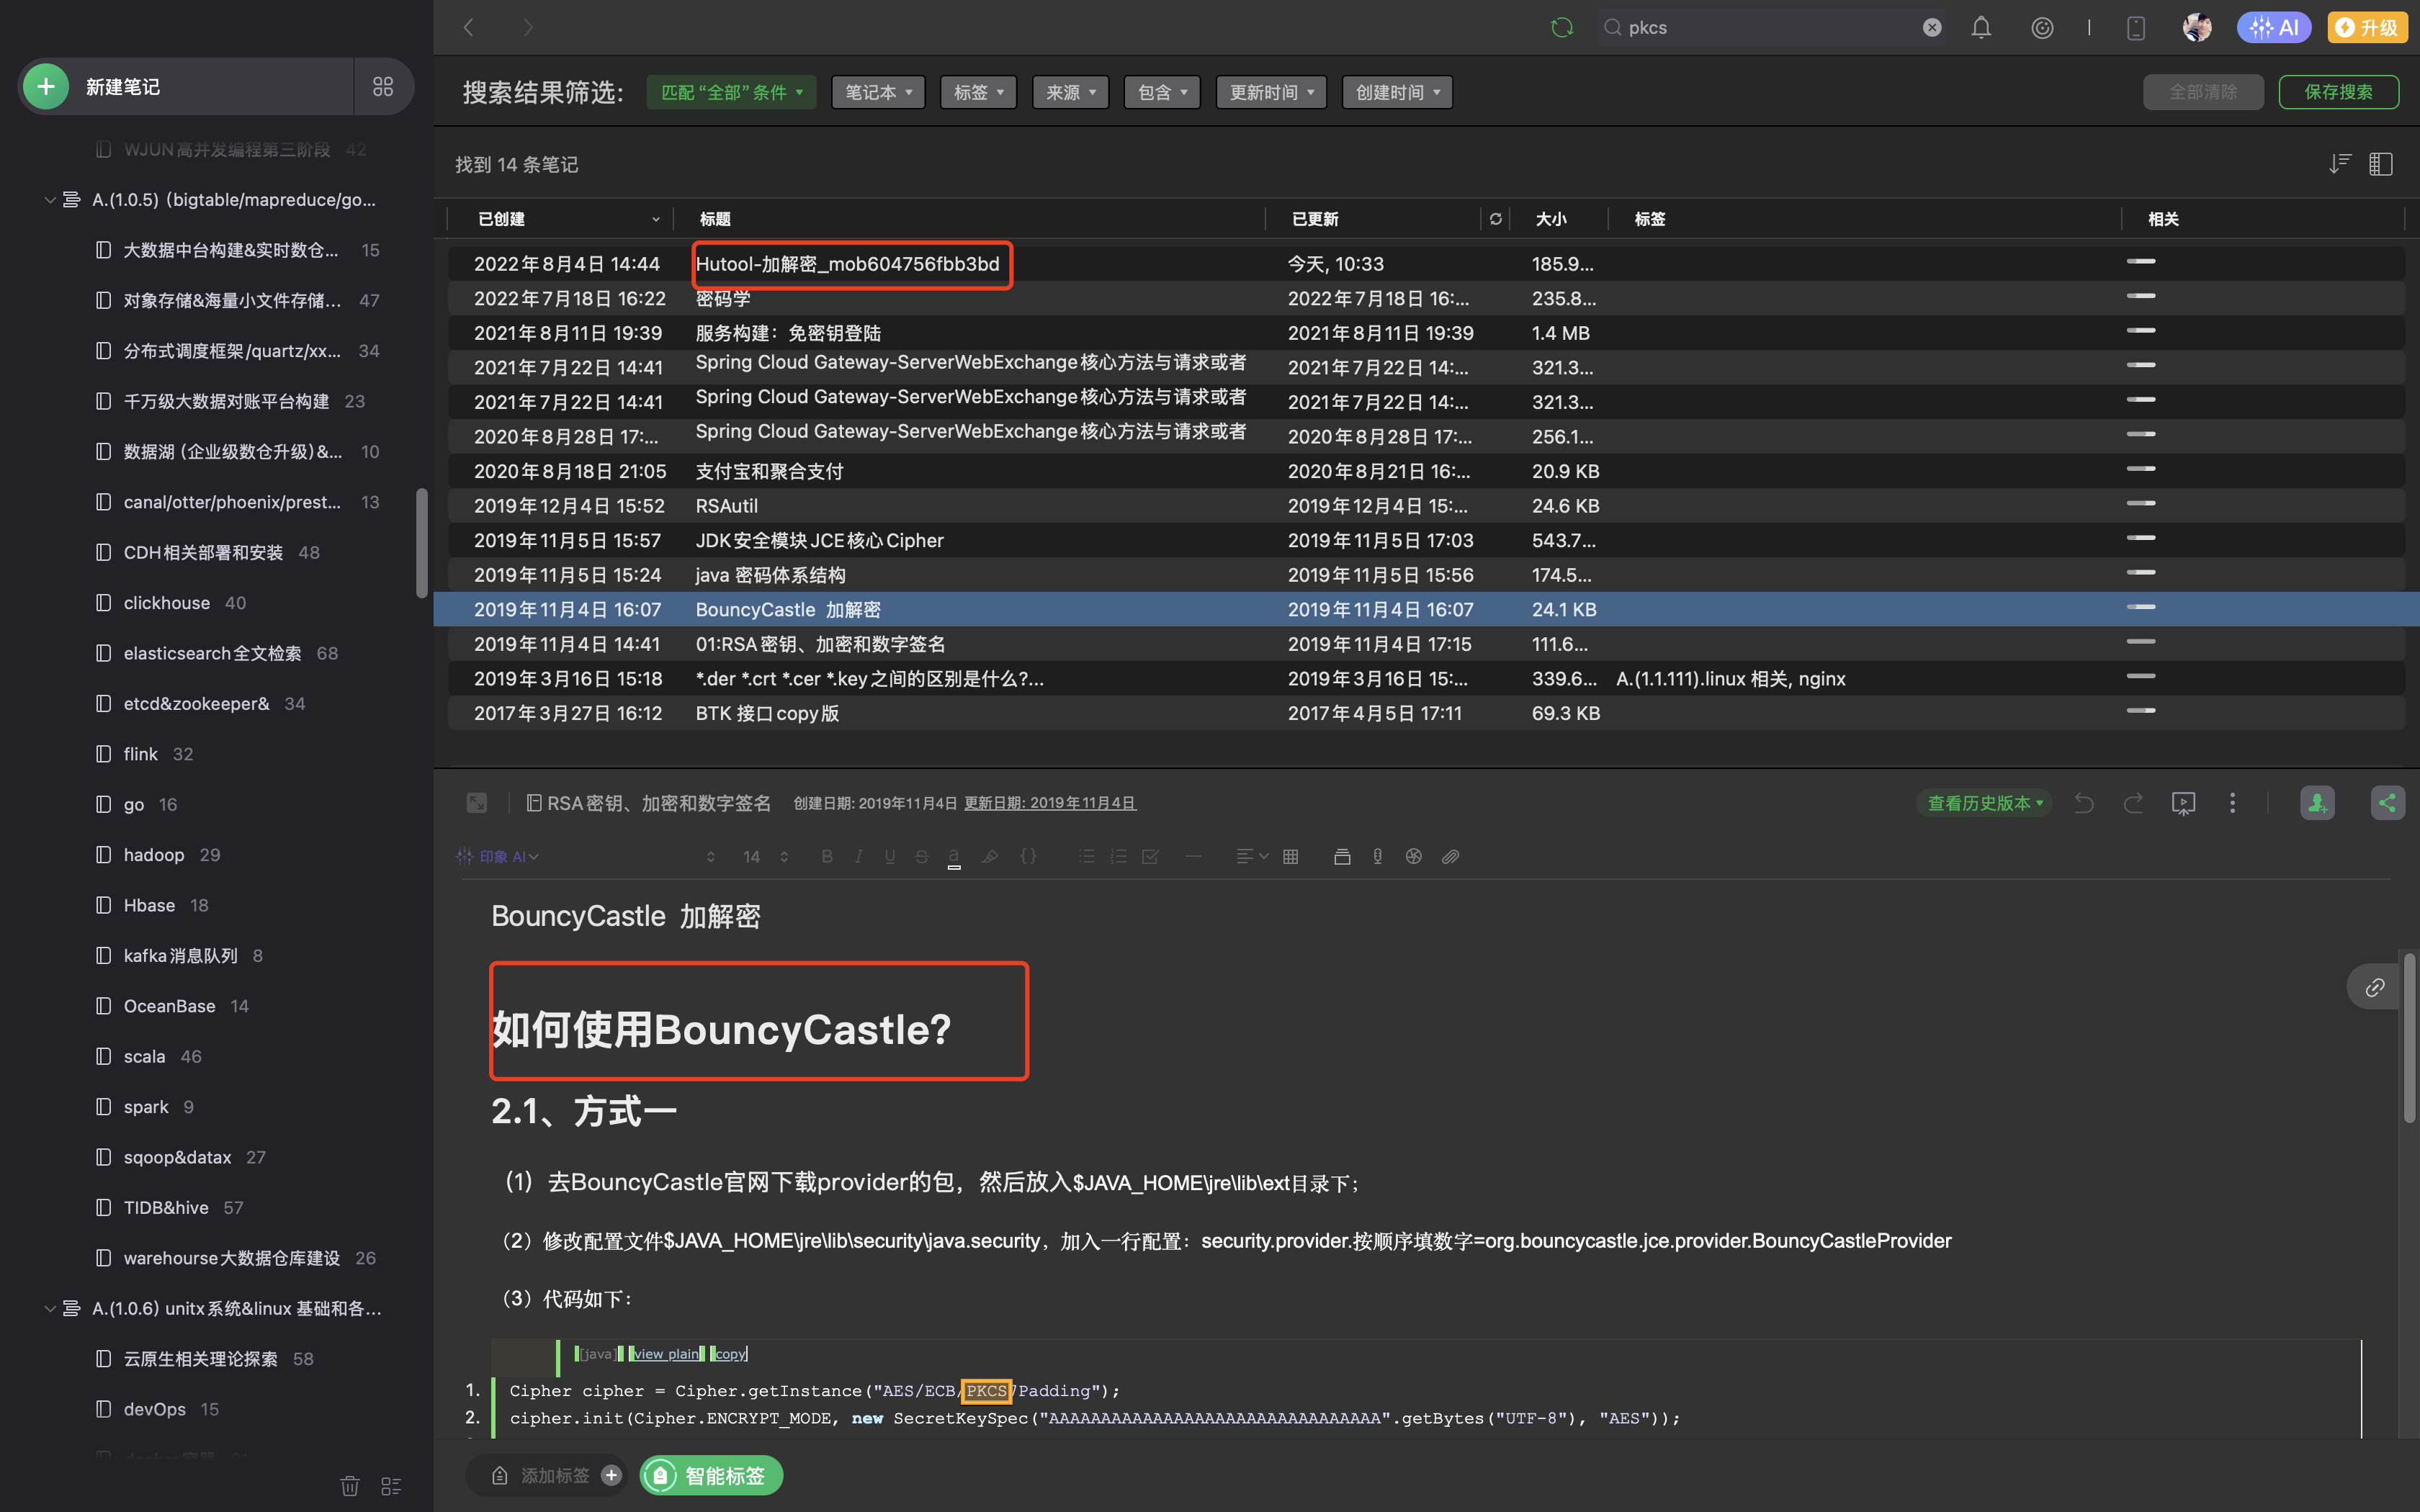 pkcs
AI
升级
新建笔记
搜索结果筛选:
匹配“全部”条件
笔记本
标签
来源
包含
更新时间
创建时间
全部清除
保存搜索
WJUN高并发编程第三阶段 42
A.(1.0.5)（bigtable/mapreduce/go...
大数据中台构建&实时数仓... 15
对象存储&海量小文件存储... 47
分布式调度框架/quartz/xx... 34
千万级大数据对账平台构建 23
数据湖（企业级数仓升级）&... 10
canal/otter/phoenix/prest... 13
CDH相关部署和安装 48
clickhouse 40
elasticsearch全文检索 68
etcd&zookeeper& 34
flink 32
go 16
hadoop 29
Hbase 18
kafka消息队列 8
OceanBase 14
scala 46
spark 9
sqoop&datax 27
TIDB&hive 57
warehourse大数据仓库建设 26
A.(1.0.6) unitx系统&linux 基础和各...
云原生相关理论探索 58
devOps 15
找到 14 条笔记
已创建 标题 已更新 大小 标签 相关
2022年8月4日 14:44 Hutool-加解密_mob604756fbb3bd 今天, 10:33 185.9...
2022年7月18日 16:22 密码学 2022年7月18日 16:... 235.8...
2021年8月11日 19:39 服务构建：免密钥登陆 2021年8月11日 19:39 1.4 MB
2021年7月22日 14:41 Spring Cloud Gateway-ServerWebExchange核心方法与请求或者 2021年7月22日 14:... 321.3...
2021年7月22日 14:41 Spring Cloud Gateway-ServerWebExchange核心方法与请求或者 2021年7月22日 14:... 321.3...
2020年8月28日 17:... Spring Cloud Gateway-ServerWebExchange核心方法与请求或者 2020年8月28日 17:... 256.1...
2020年8月18日 21:05 支付宝和聚合支付 2020年8月21日 16:... 20.9 KB
2019年12月4日 15:52 RSAutil 2019年12月4日 15:... 24.6 KB
2019年11月5日 15:57 JDK安全模块JCE核心Cipher 2019年11月5日 17:03 543.7...
2019年11月5日 15:24 java 密码体系结构 2019年11月5日 15:56 174.5...
2019年11月4日 16:07 BouncyCastle 加解密 2019年11月4日 16:07 24.1 KB
2019年11月4日 14:41 01:RSA密钥、加密和数字签名 2019年11月4日 17:15 111.6...
2019年3月16日 15:18 *.der *.crt *.cer *.key之间的区别是什么?... 2019年3月16日 15:... 339.6... A.(1.1.111).linux 相关, nginx
2017年3月27日 16:12 BTK 接口copy版 2017年4月5日 17:11 69.3 KB
RSA密钥、加密和数字签名 创建日期: 2019年11月4日 更新日期: 2019年11月4日
查看历史版本
印象 AI 14 B I U S a {}
BouncyCastle 加解密
如何使用BouncyCastle?
2.1、方式一
（1）去BouncyCastle官网下载provider的包，然后放入$JAVA_HOME\jre\lib\ext目录下；
（2）修改配置文件$JAVA_HOME\jre\lib\security\java.security，加入一行配置：security.provider.按顺序填数字=org.bouncycastle.jce.provider.BouncyCastleProvider
（3）代码如下：
[java] view plain copy
1. Cipher cipher = Cipher.getInstance("AES/ECB/PKCS7Padding");
2. cipher.init(Cipher.ENCRYPT_MODE, new SecretKeySpec("AAAAAAAAAAAAAAAAAAAAAAAAAAAAAAAA".getBytes("UTF-8"), "AES"));
添加标签
智能标签